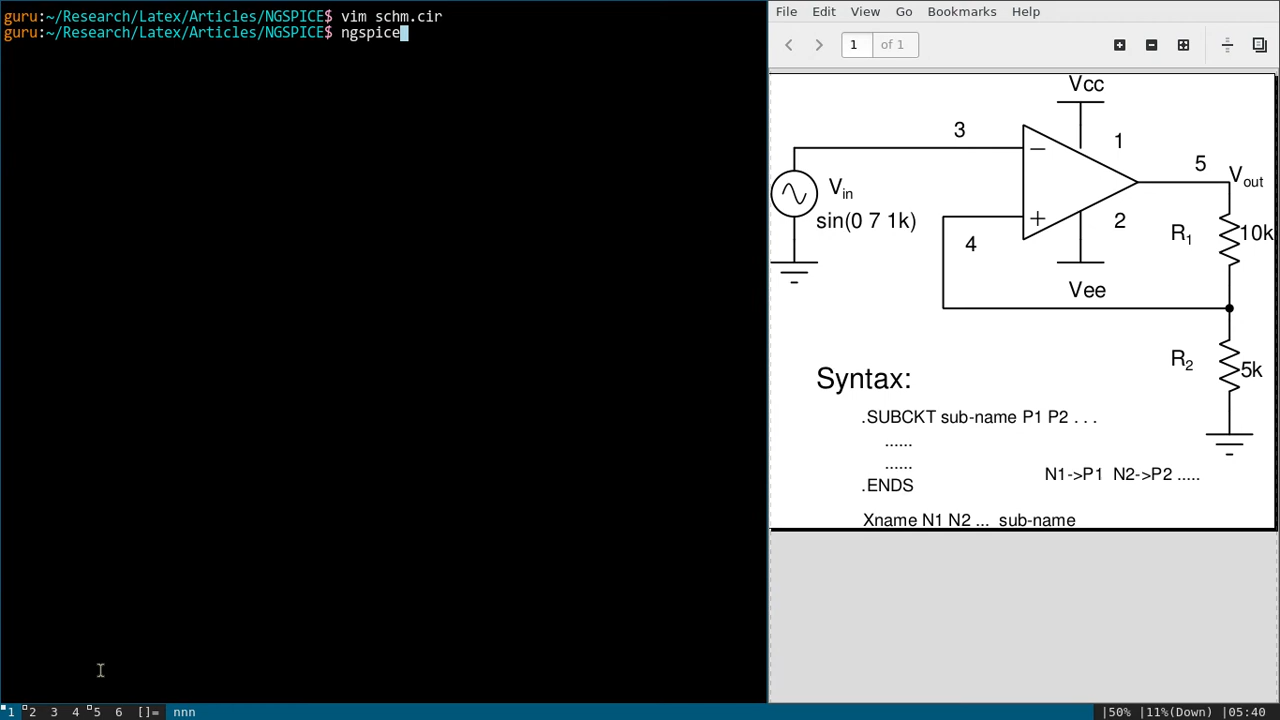 guru:~/Research/Latex/Articles/NGSPICE$ vim schm.cir
guru:~/Research/Latex/Articles/NGSPICE$ ngspice
File Edit View Go Bookmarks Help
1 of 1
Vcc
3
1
5
Vout
Vin
sin(0 7 1k)
− 
+
4
2
R1
10k
Vee
R2
5k
Syntax:
.SUBCKT sub-name P1 P2 . . .
......
......
N1->P1 N2->P2 .....
.ENDS
Xname N1 N2 ... sub-name
1 2 3 4 5 6 []= nnn
|50% |11%(Down) |05:40